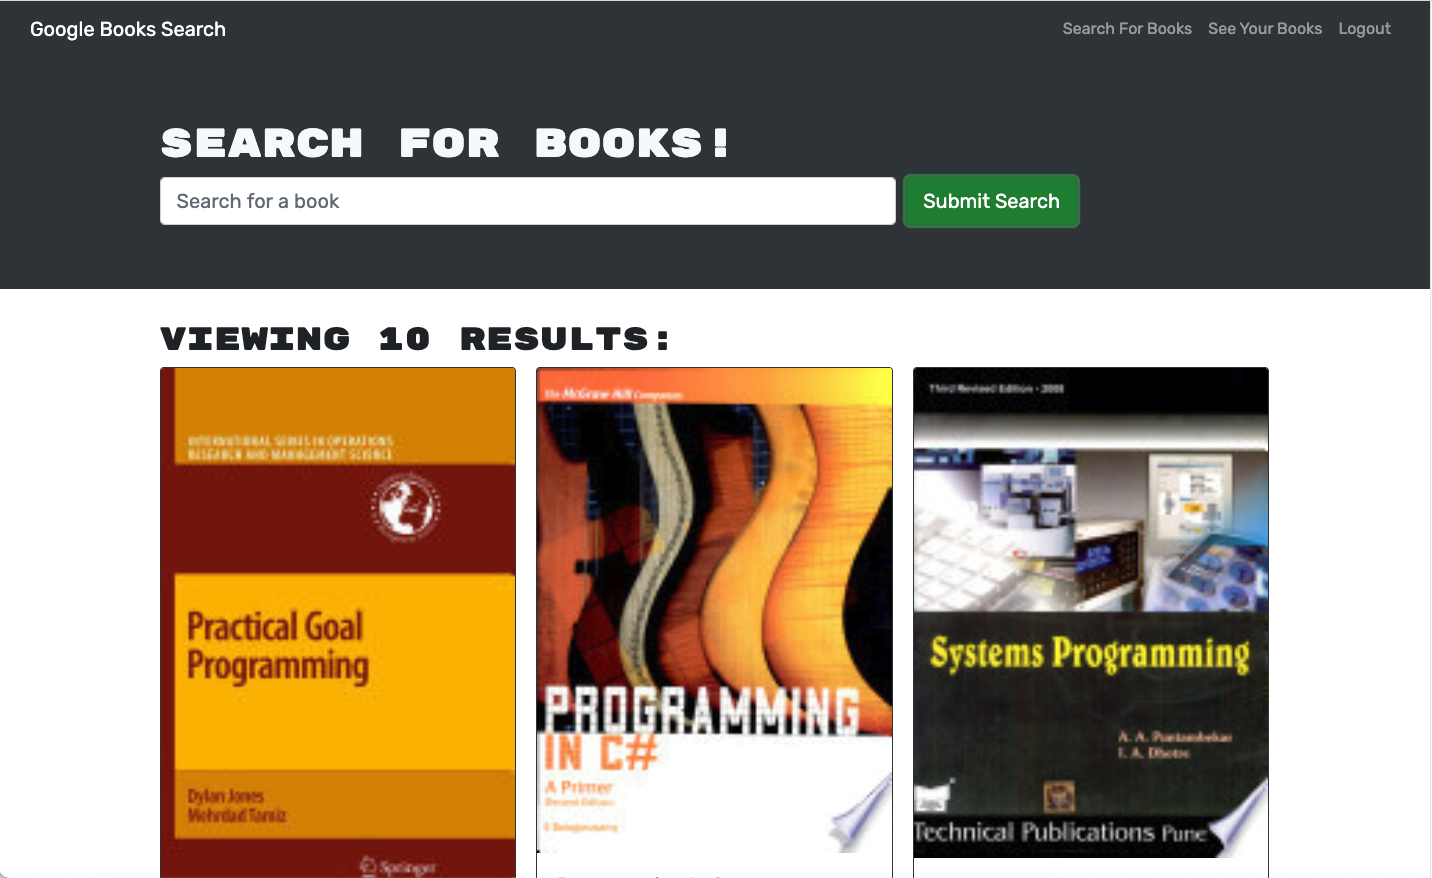 Google Books Search
Search For Books
See Your Books
Logout
SEARCH FOR BOOKS!
Search for a book
Submit Search
VIEWING 10 RESULTS:
INTERNATIONAL SERIES IN OPERATIONS
RESEARCH AND MANAGEMENT SCIENCE
Practical Goal
Programming
Dylan Jones
Mehrdad Tamiz
Springer
The McGraw-Hill Companies
PROGRAMMING
IN C#
A Primer
Second Edition
E Balagurusamy
Third Revised Edition - 2008
Systems Programming
A. A. Puntambekar
I. A. Dhotre
Technical Publications Pune